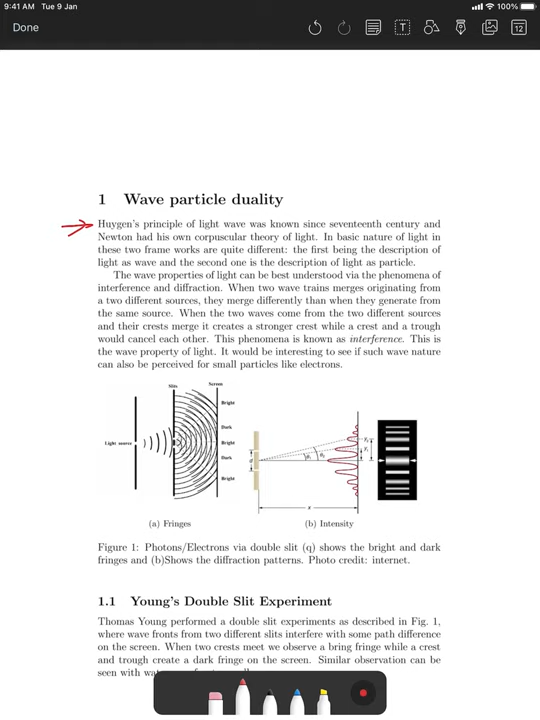 9:41 AM Tue 9 Jan
100%
Done
T
12
1 Wave particle duality
Huygen's principle of light wave was known since seventeenth century and
Newton had his own corpuscular theory of light. In basic nature of light in
these two frame works are quite different: the first being the description of
light as wave and the second one is the description of light as particle.
The wave properties of light can be best understood via the phenomena of
interference and diffraction. When two wave trains merges originating from
a two different sources, they merge differently than when they generate from
the same source. When the two waves come from the two different sources
and their crests merge it creates a stronger crest while a crest and a trough
would cancel each other. This phenomena is known as interference. This is
the wave property of light. It would be interesting to see if such wave nature
can also be perceived for small particles like electrons.
Slits
Screen
Bright
Dark
Light source
Bright
Dark
Bright
y₂
y₁
θ₁
θ₂
x
(a) Fringes
(b) Intensity
Figure 1: Photons/Electrons via double slit (q) shows the bright and dark
fringes and (b)Shows the diffraction patterns. Photo credit: internet.
1.1 Young's Double Slit Experiment
Thomas Young performed a double slit experiments as described in Fig. 1,
where wave fronts from two different slits interfere with some path difference
on the screen. When two crests meet we observe a bring fringe while a crest
and trough create a dark fringe on the screen. Similar observation can be
seen with